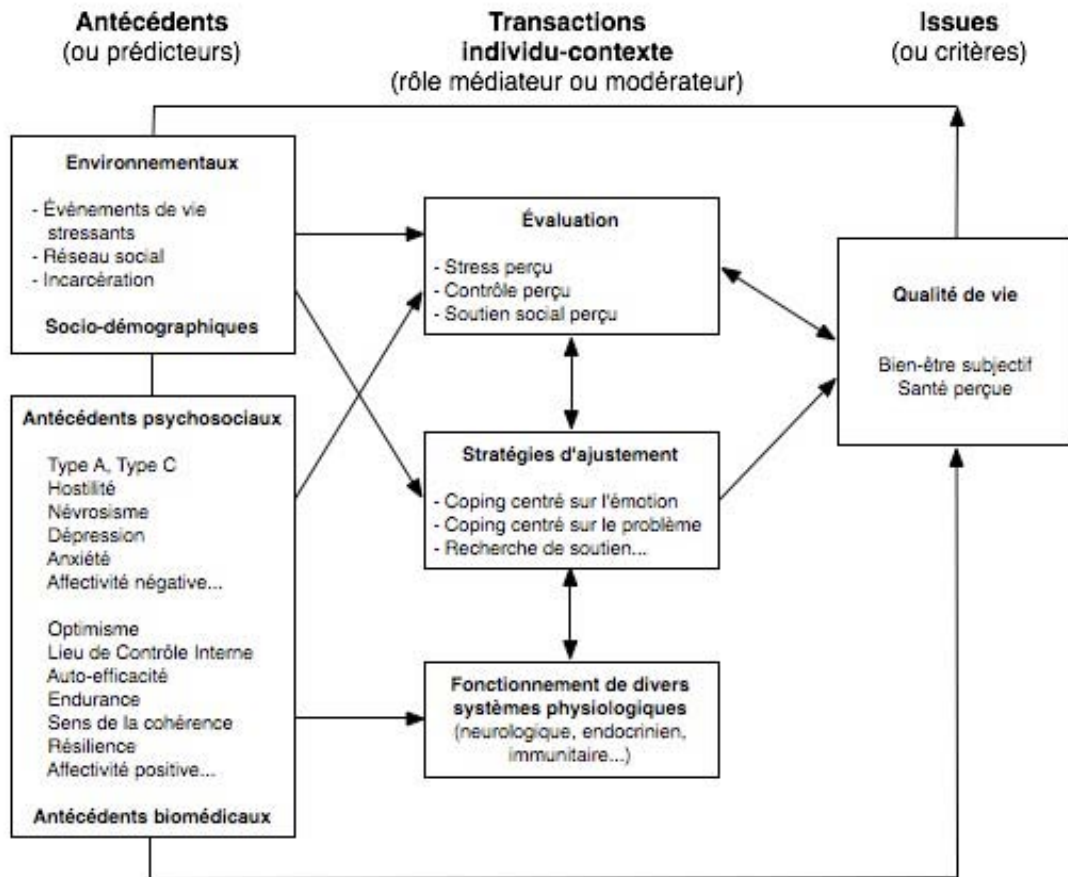 Antécédents
(ou prédicteurs)
Transactions
individu-contexte
(rôle médiateur ou modérateur)
Issues
(ou critères)
Environnementaux
- Événements de vie
stressants
- Réseau social
- Incarcération
Socio-démographiques
Antécédents psychosociaux
Type A, Type C
Hostilité
Névrosisme
Dépression
Anxiété
Affectivité négative...
Optimisme
Lieu de Contrôle Interne
Auto-efficacité
Endurance
Sens de la cohérence
Résilience
Affectivité positive...
Antécédents biomédicaux
Évaluation
- Stress perçu
- Contrôle perçu
- Soutien social perçu
Stratégies d'ajustement
- Coping centré sur l'émotion
- Coping centré sur le problème
- Recherche de soutien...
Fonctionnement de divers
systèmes physiologiques
(neurologique, endocrinien,
immunitaire...)
Qualité de vie
Bien-être subjectif
Santé perçue